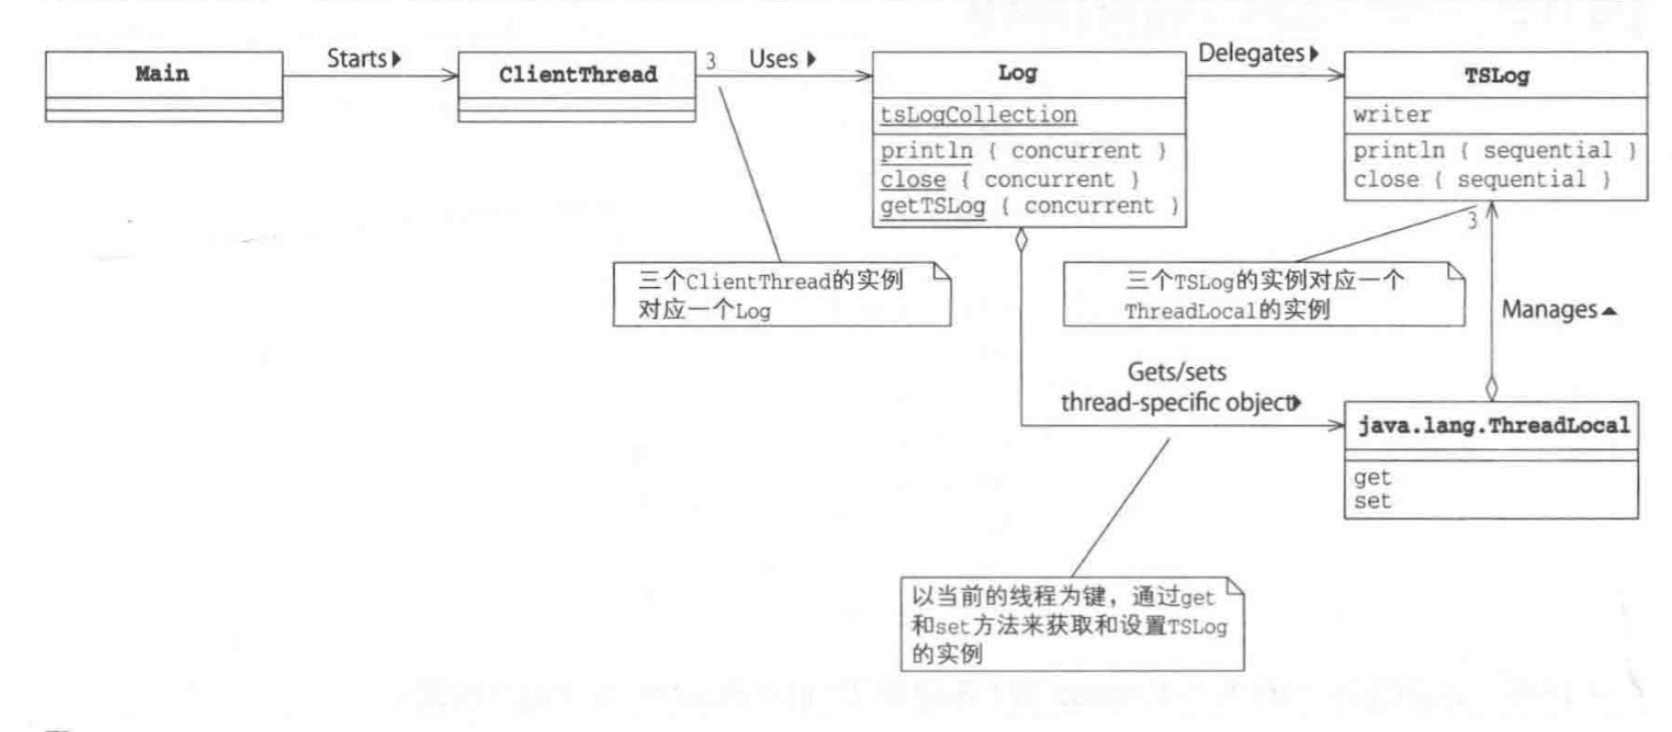 Main
Starts
ClientThread
3
Uses
Log
tsLogCollection
println { concurrent }
close { concurrent }
getTSLog { concurrent }
Delegates
TSLog
writer
println { sequential }
close { sequential }
3
三个ClientThread的实例
对应一个Log
三个TSLog的实例对应一个
ThreadLocal的实例
Manages
Gets/sets
thread-specific object
java.lang.ThreadLocal
get
set
以当前的线程为键，通过get
和set方法来获取和设置TSLog
的实例